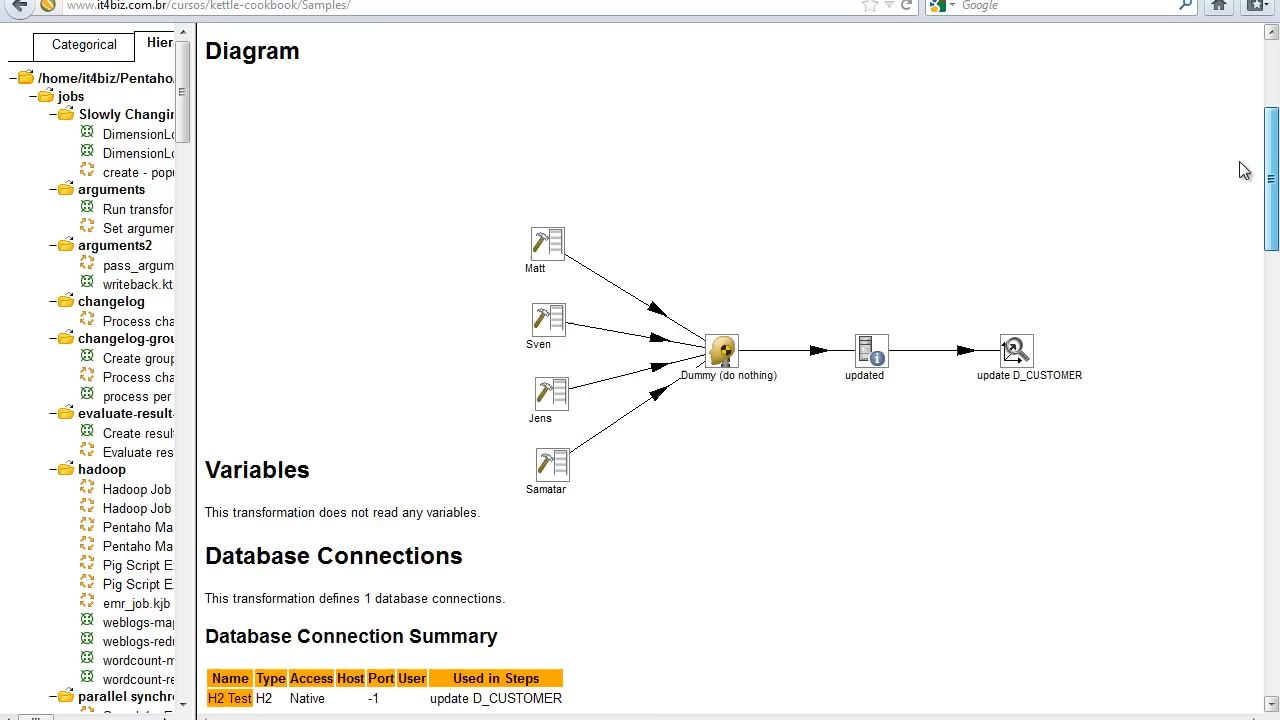 www.it4biz.com.br/cursos/kettle-cookbook/Samples/
Google
Categorical
Hier
/home/it4biz/Pentaho
jobs
Slowly Changin
DimensionLo
DimensionLo
create - popu
arguments
Run transfor
Set argumen
arguments2
pass_argum
writeback.kt
changelog
Process cha
changelog-grou
Create group
Process cha
process per
evaluate-result-
Create result
Evaluate res
hadoop
Hadoop Job
Hadoop Job
Pentaho Ma
Pentaho Ma
Pig Script E
Pig Script E
emr_job.kjb
weblogs-map
weblogs-redu
wordcount-m
wordcount-re
parallel synchro
Diagram
Matt
Sven
Jens
Samatar
Dummy (do nothing)
updated
update D_CUSTOMER
Variables
This transformation does not read any variables.
Database Connections
This transformation defines 1 database connections.
Database Connection Summary
Name Type Access Host Port User Used in Steps
H2 Test H2 Native -1 update D_CUSTOMER